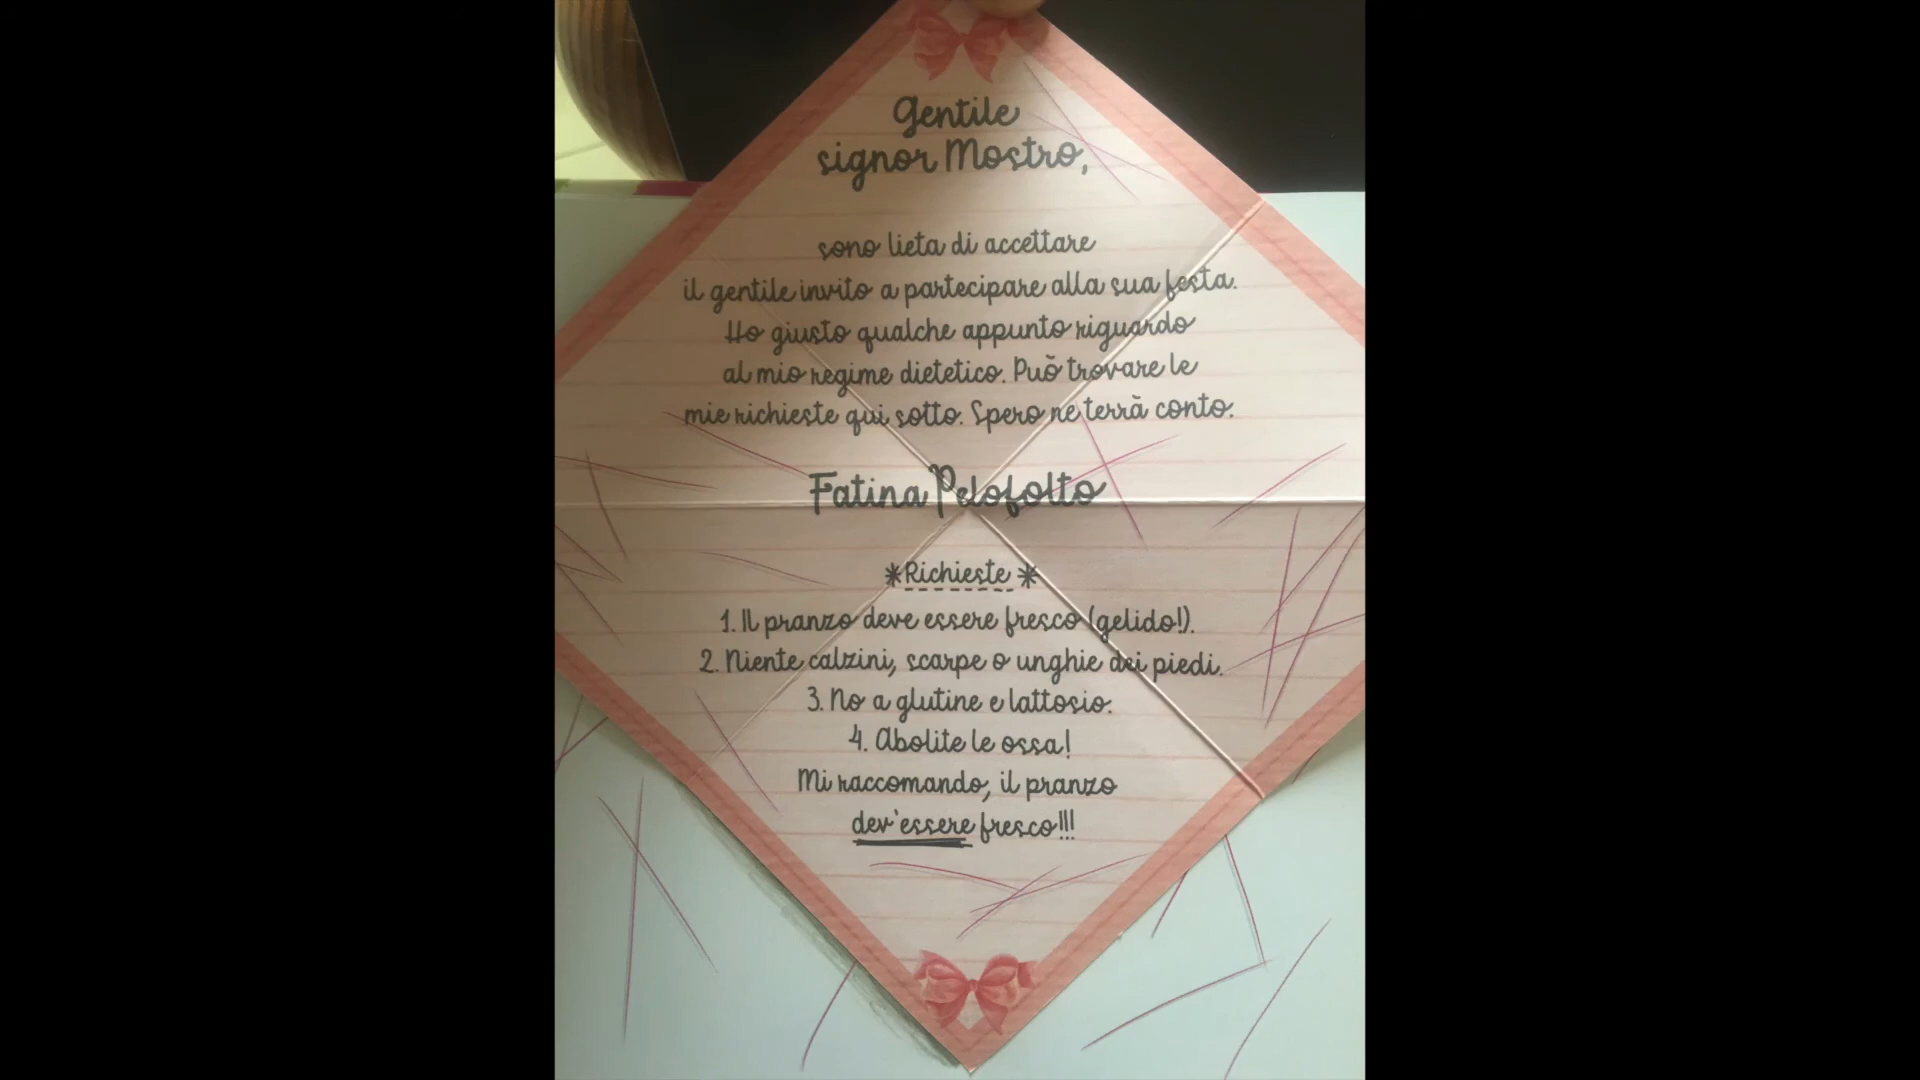 Gentile
signor Mostro,
sono lieta di accettare
il gentile invito a partecipare alla sua festa.
Ho giusto qualche appunto riguardo
al mio regime dietetico. Può trovare le
mie richieste qui sotto. Spero ne terrà conto.
Fatina Pelofolto
*Richieste*
1. Il pranzo deve essere fresco (gelido!).
2. Niente calzini, scarpe o unghie dei piedi.
3. No a glutine e lattosio.
4. Abolite le ossa!
Mi raccomando, il pranzo
dev'essere fresco!!!